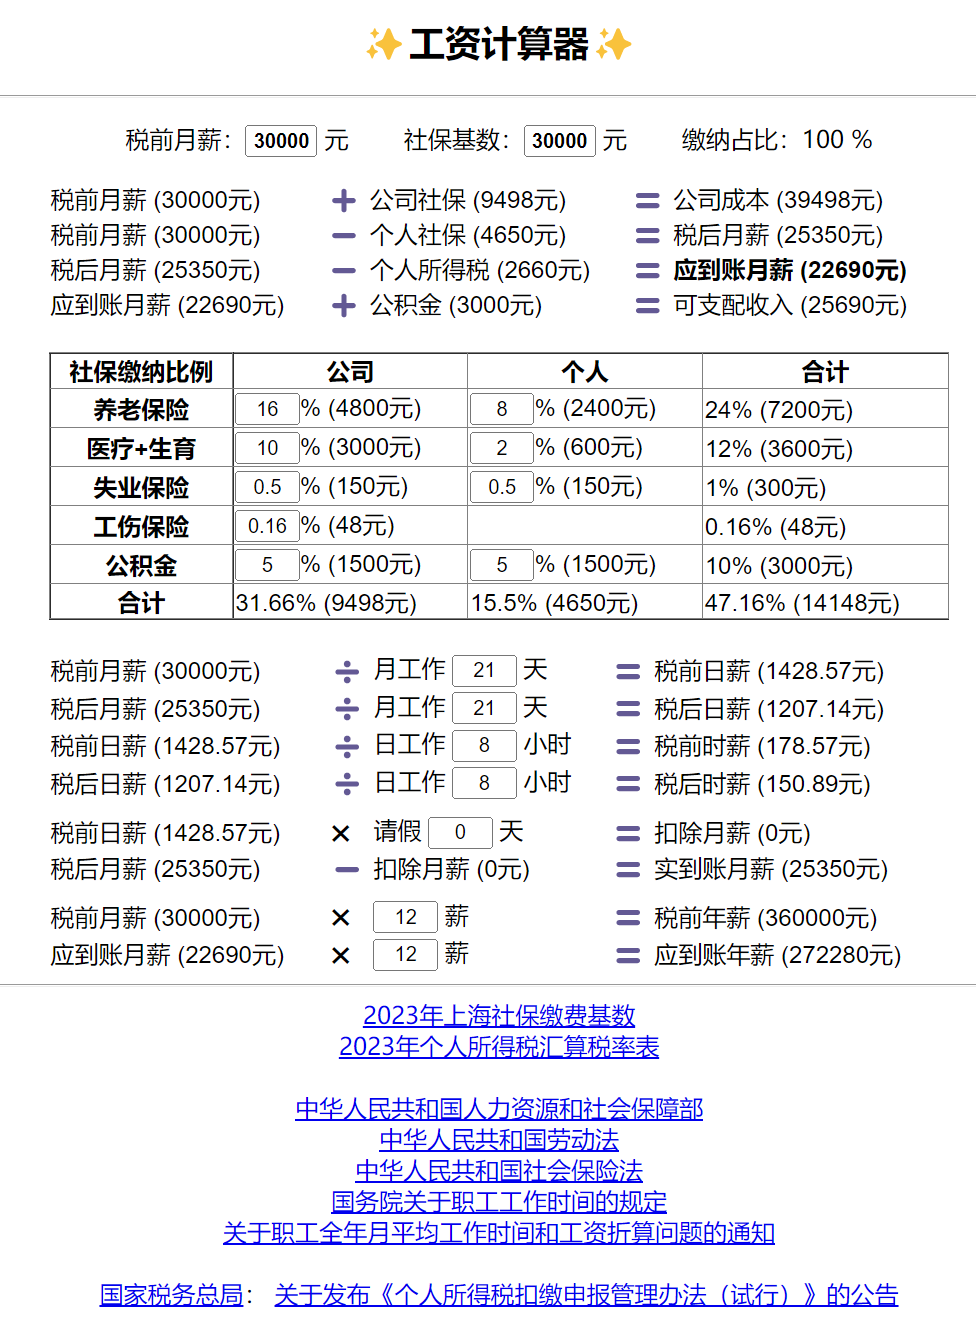 ✨工资计算器✨
税前月薪：30000 元 社保基数：30000 元 缴纳占比：100 %
税前月薪 (30000元) + 公司社保 (9498元) = 公司成本 (39498元)
税前月薪 (30000元) − 个人社保 (4650元) = 税后月薪 (25350元)
税后月薪 (25350元) − 个人所得税 (2660元) = 应到账月薪 (22690元)
应到账月薪 (22690元) + 公积金 (3000元) = 可支配收入 (25690元)
社保缴纳比例 公司 个人 合计
养老保险 16 % (4800元) 8 % (2400元) 24% (7200元)
医疗+生育 10 % (3000元) 2 % (600元) 12% (3600元)
失业保险 0.5 % (150元) 0.5 % (150元) 1% (300元)
工伤保险 0.16 % (48元) 0.16% (48元)
公积金 5 % (1500元) 5 % (1500元) 10% (3000元)
合计 31.66% (9498元) 15.5% (4650元) 47.16% (14148元)
税前月薪 (30000元) ÷ 月工作 21 天 = 税前日薪 (1428.57元)
税后月薪 (25350元) ÷ 月工作 21 天 = 税后日薪 (1207.14元)
税前日薪 (1428.57元) ÷ 日工作 8 小时 = 税前时薪 (178.57元)
税后日薪 (1207.14元) ÷ 日工作 8 小时 = 税后时薪 (150.89元)
税前日薪 (1428.57元) × 请假 0 天 = 扣除月薪 (0元)
税后月薪 (25350元) − 扣除月薪 (0元) = 实到账月薪 (25350元)
税前月薪 (30000元) × 12 薪 = 税前年薪 (360000元)
应到账月薪 (22690元) × 12 薪 = 应到账年薪 (272280元)
2023年上海社保缴费基数
2023年个人所得税汇算税率表
中华人民共和国人力资源和社会保障部
中华人民共和国劳动法
中华人民共和国社会保险法
国务院关于职工工作时间的规定
关于职工全年月平均工作时间和工资折算问题的通知
国家税务总局： 关于发布《个人所得税扣缴申报管理办法（试行）》的公告